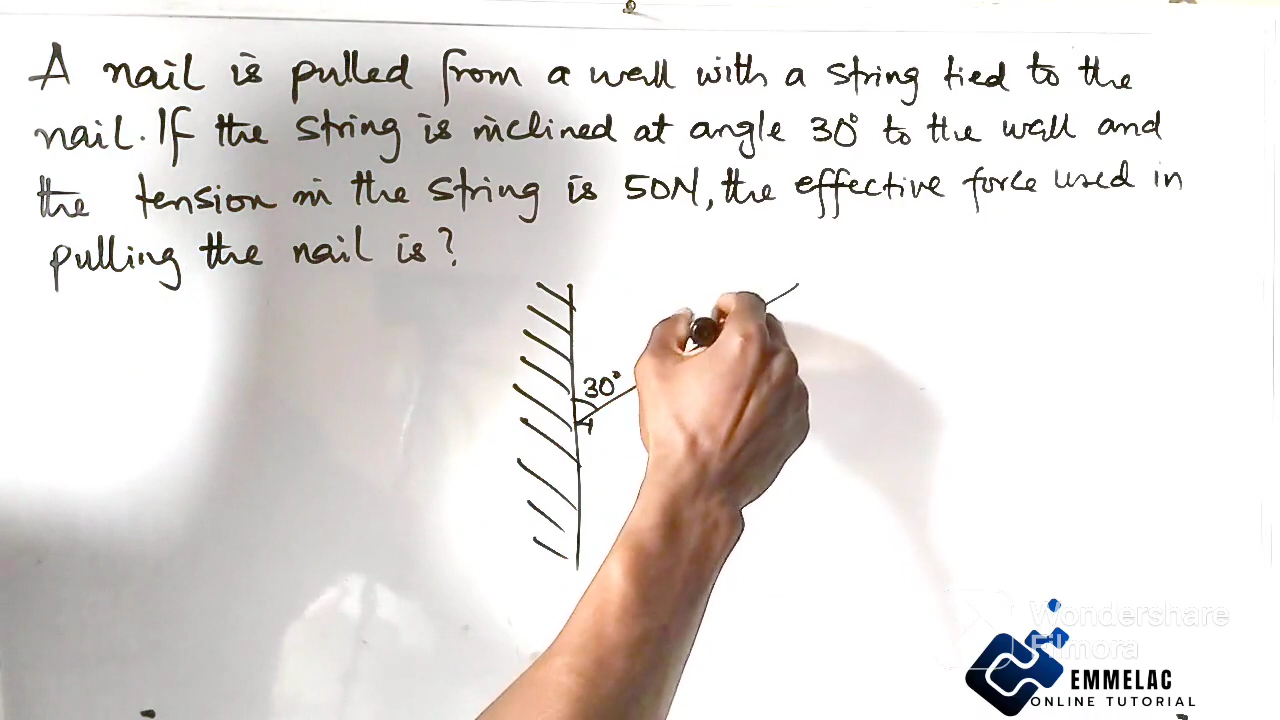 A nail is pulled from a wall with a string tied to the
nail. If the string is inclined at angle 30° to the wall and
the tension in the string is 50N, the effective force used in
pulling the nail is?
30°
Wondershare
Filmora
EMMELAC
ONLINE TUTORIAL